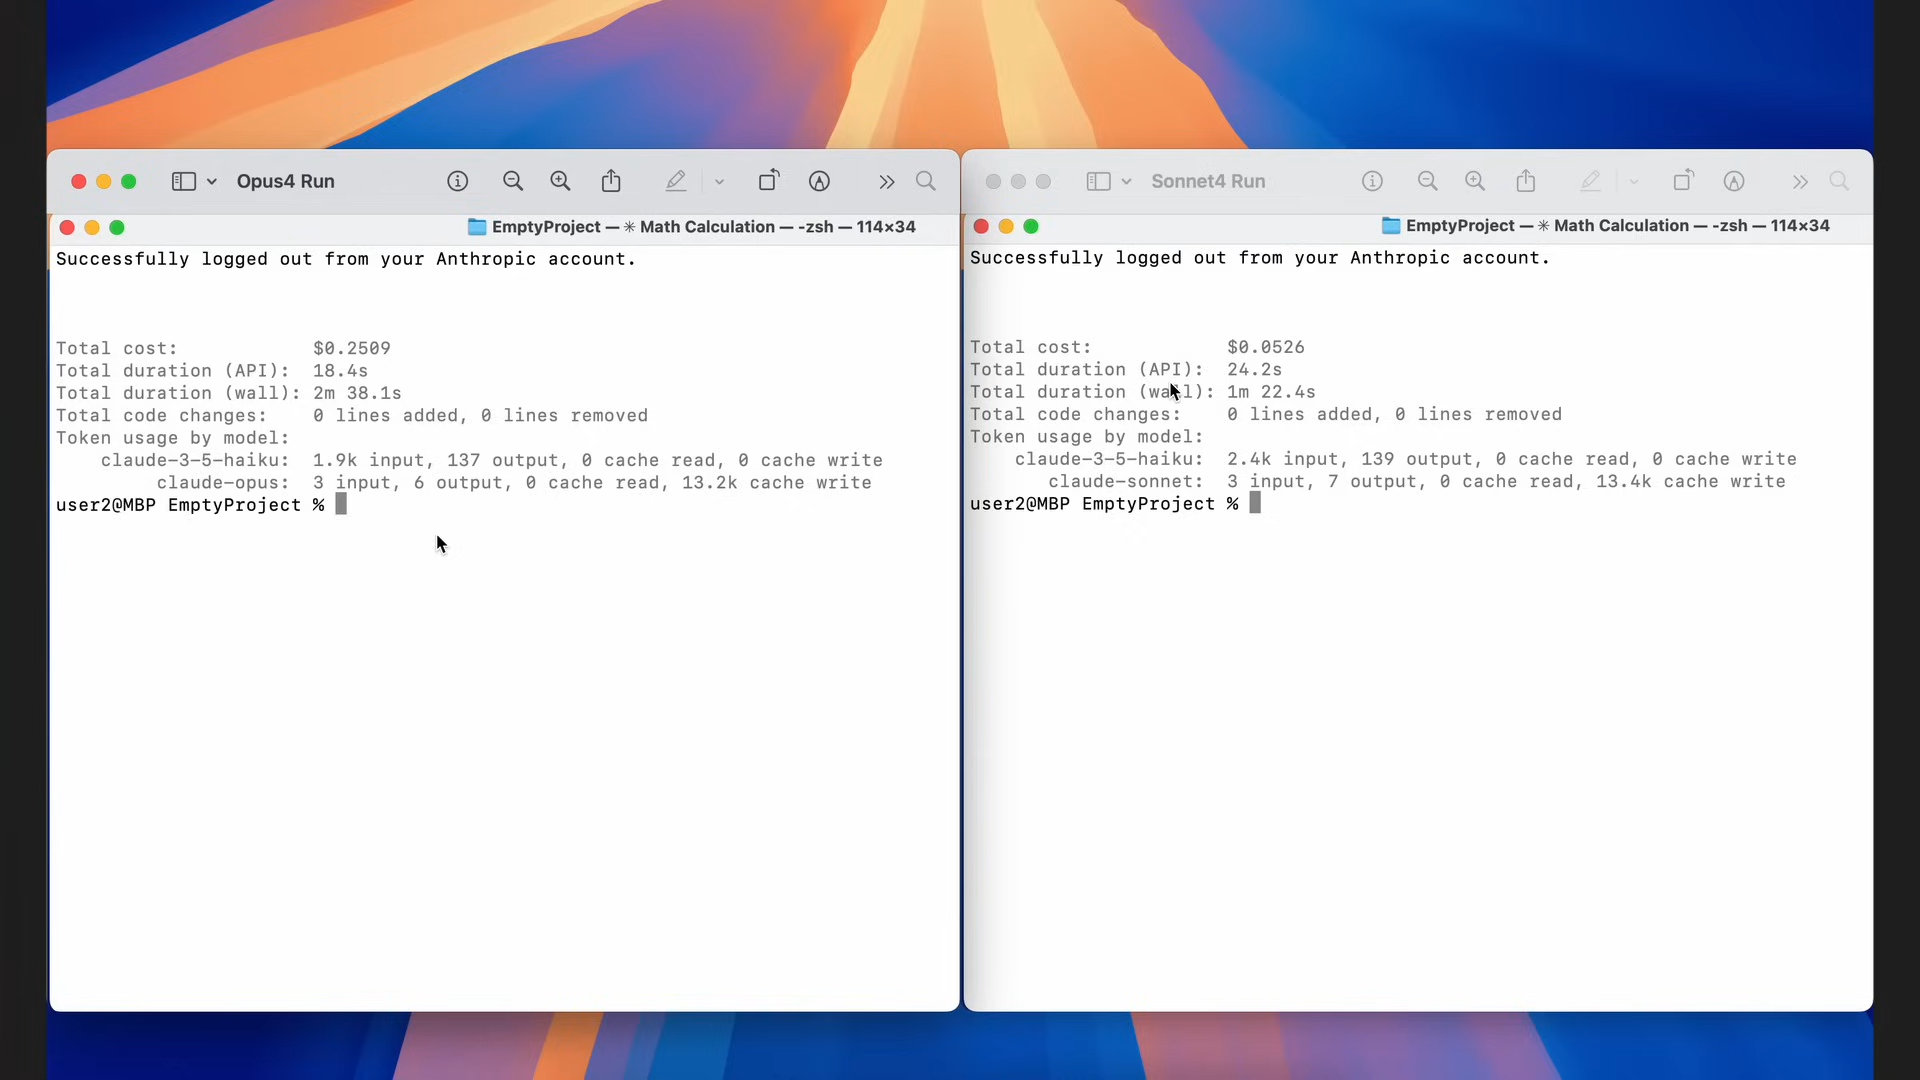 Opus4 Run
EmptyProject — ✳ Math Calculation — -zsh — 114×34
Successfully logged out from your Anthropic account.
Total cost: $0.2509
Total duration (API): 18.4s
Total duration (wall): 2m 38.1s
Total code changes: 0 lines added, 0 lines removed
Token usage by model:
claude-3-5-haiku: 1.9k input, 137 output, 0 cache read, 0 cache write
claude-opus: 3 input, 6 output, 0 cache read, 13.2k cache write
user2@MBP EmptyProject %
Sonnet4 Run
EmptyProject — ✳ Math Calculation — -zsh — 114×34
Successfully logged out from your Anthropic account.
Total cost: $0.0526
Total duration (API): 24.2s
Total duration (wall): 1m 22.4s
Total code changes: 0 lines added, 0 lines removed
Token usage by model:
claude-3-5-haiku: 2.4k input, 139 output, 0 cache read, 0 cache write
claude-sonnet: 3 input, 7 output, 0 cache read, 13.4k cache write
user2@MBP EmptyProject %